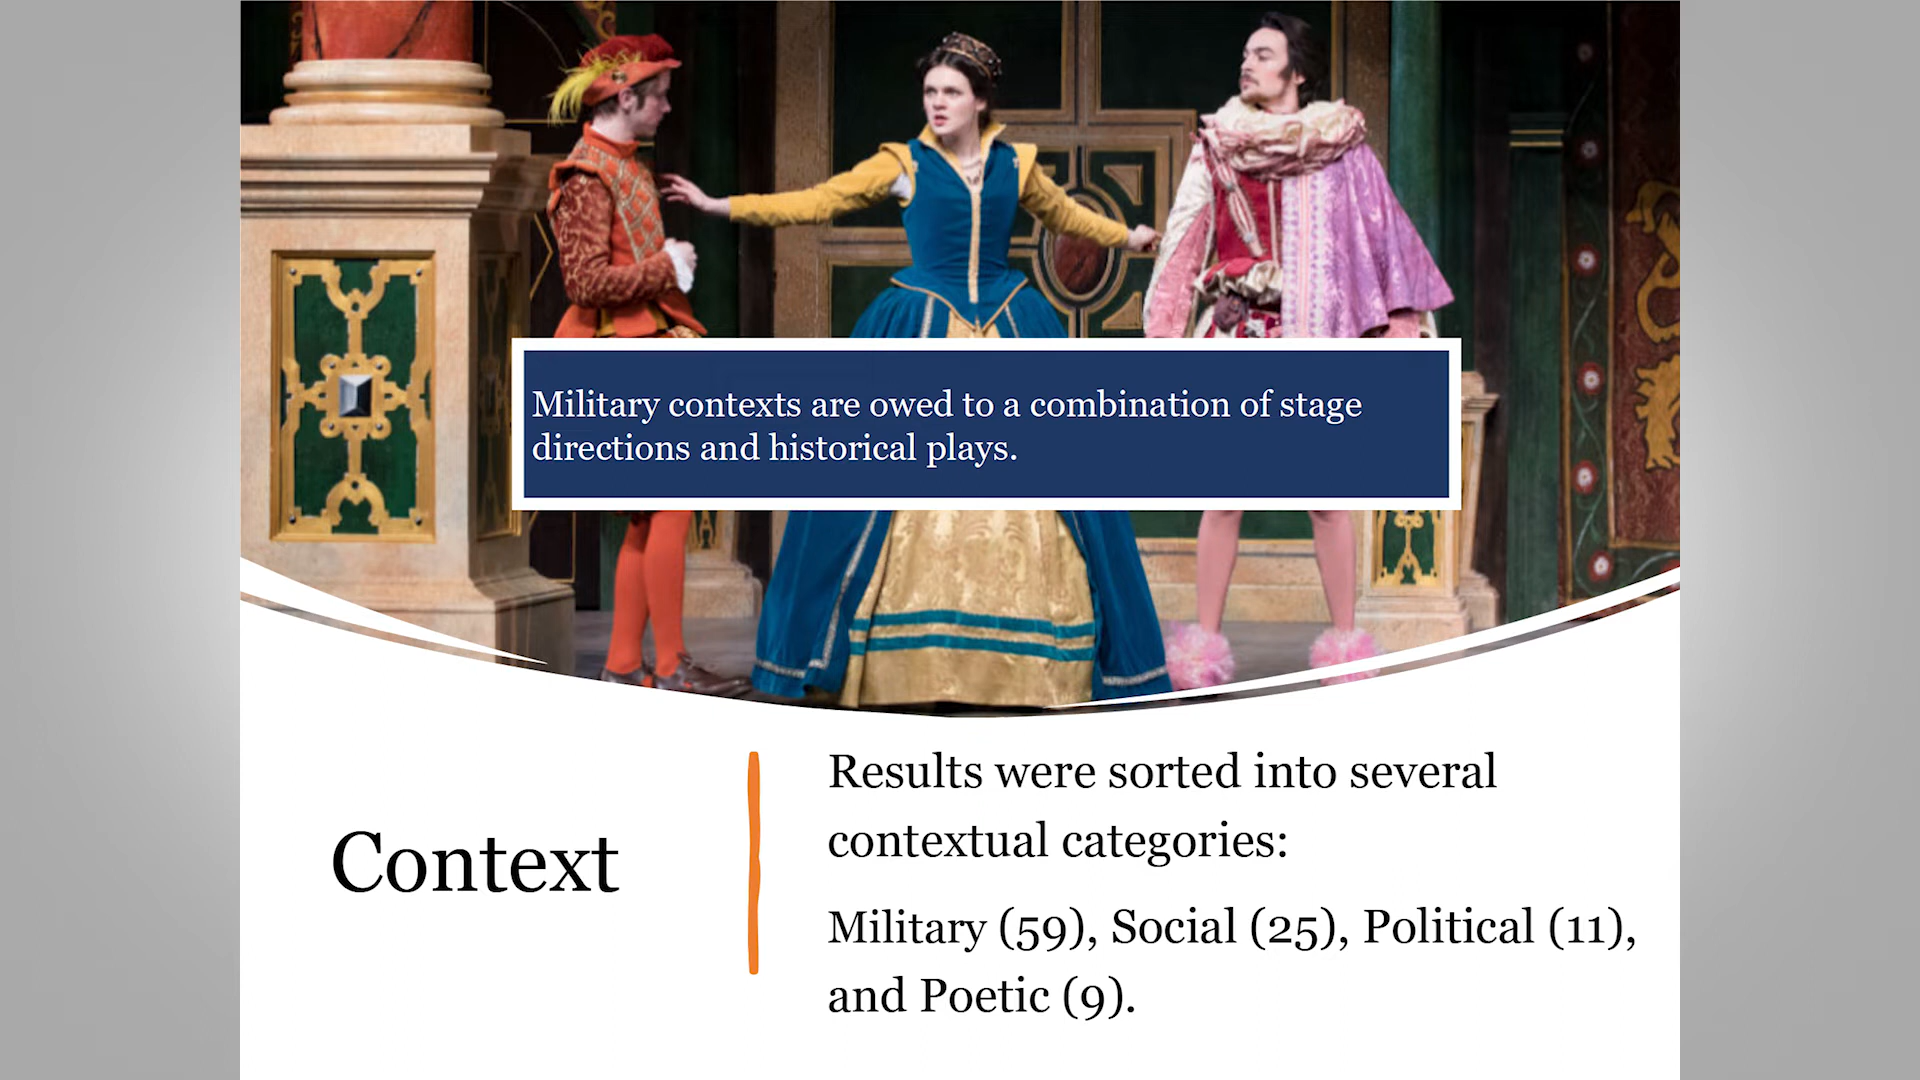 Military contexts are owed to a combination of stage
directions and historical plays.
Context
Results were sorted into several
contextual categories:
Military (59), Social (25), Political (11),
and Poetic (9).